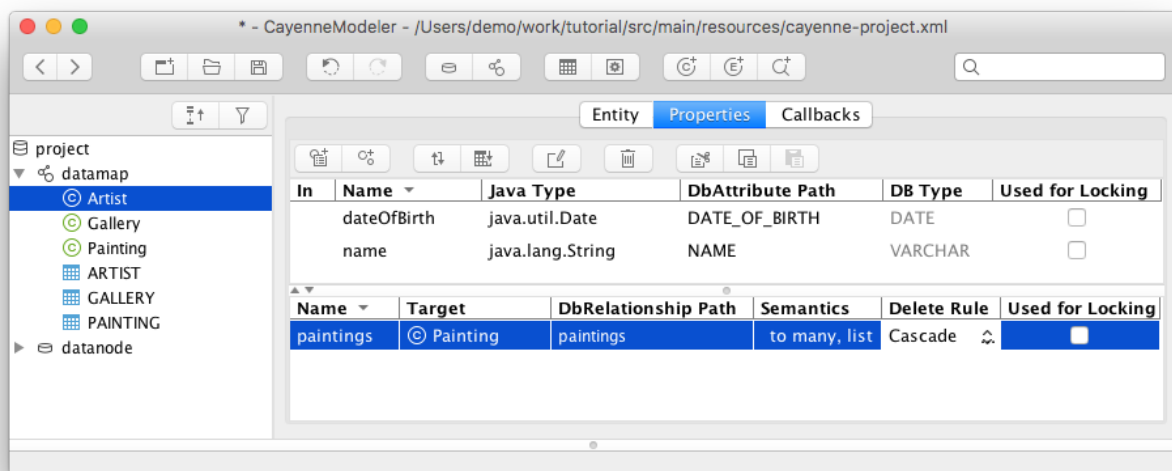 * - CayenneModeler - /Users/demo/work/tutorial/src/main/resources/cayenne-project.xml
Entity Properties Callbacks
project
datamap
Artist
Gallery
Painting
ARTIST
GALLERY
PAINTING
datanode
In Name Java Type DbAttribute Path DB Type Used for Locking
dateOfBirth java.util.Date DATE_OF_BIRTH DATE
name java.lang.String NAME VARCHAR
Name Target DbRelationship Path Semantics Delete Rule Used for Locking
paintings Painting paintings to many, list Cascade